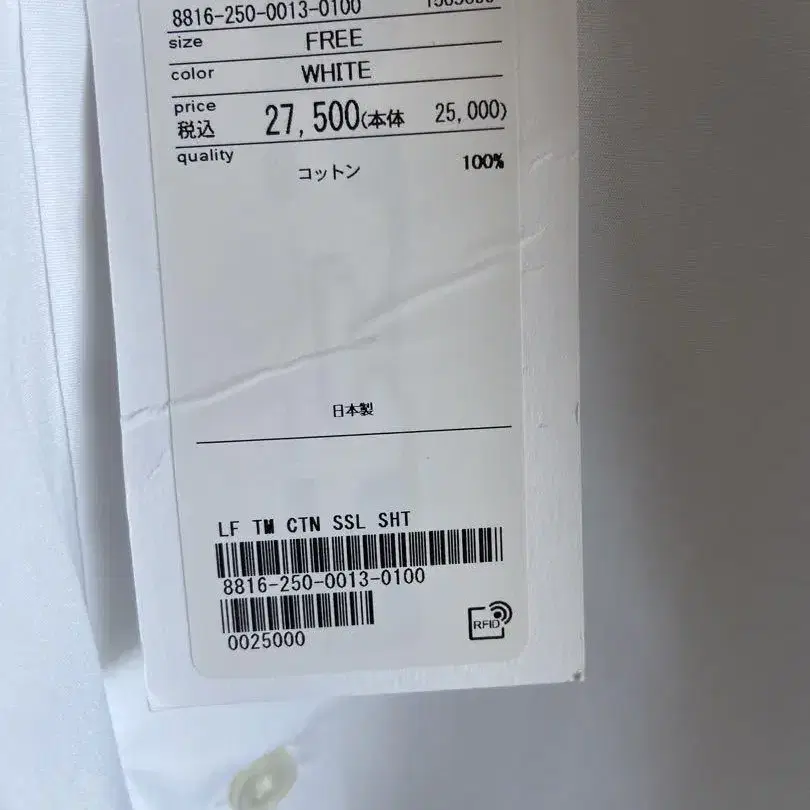 8816-250-0013-0100
size FREE
color WHITE
price
税込 27,500(本体 25,000)
quality
コットン 100%
日本製
LF TM CTN SSL SHT
8816-250-0013-0100
0025000
RFID